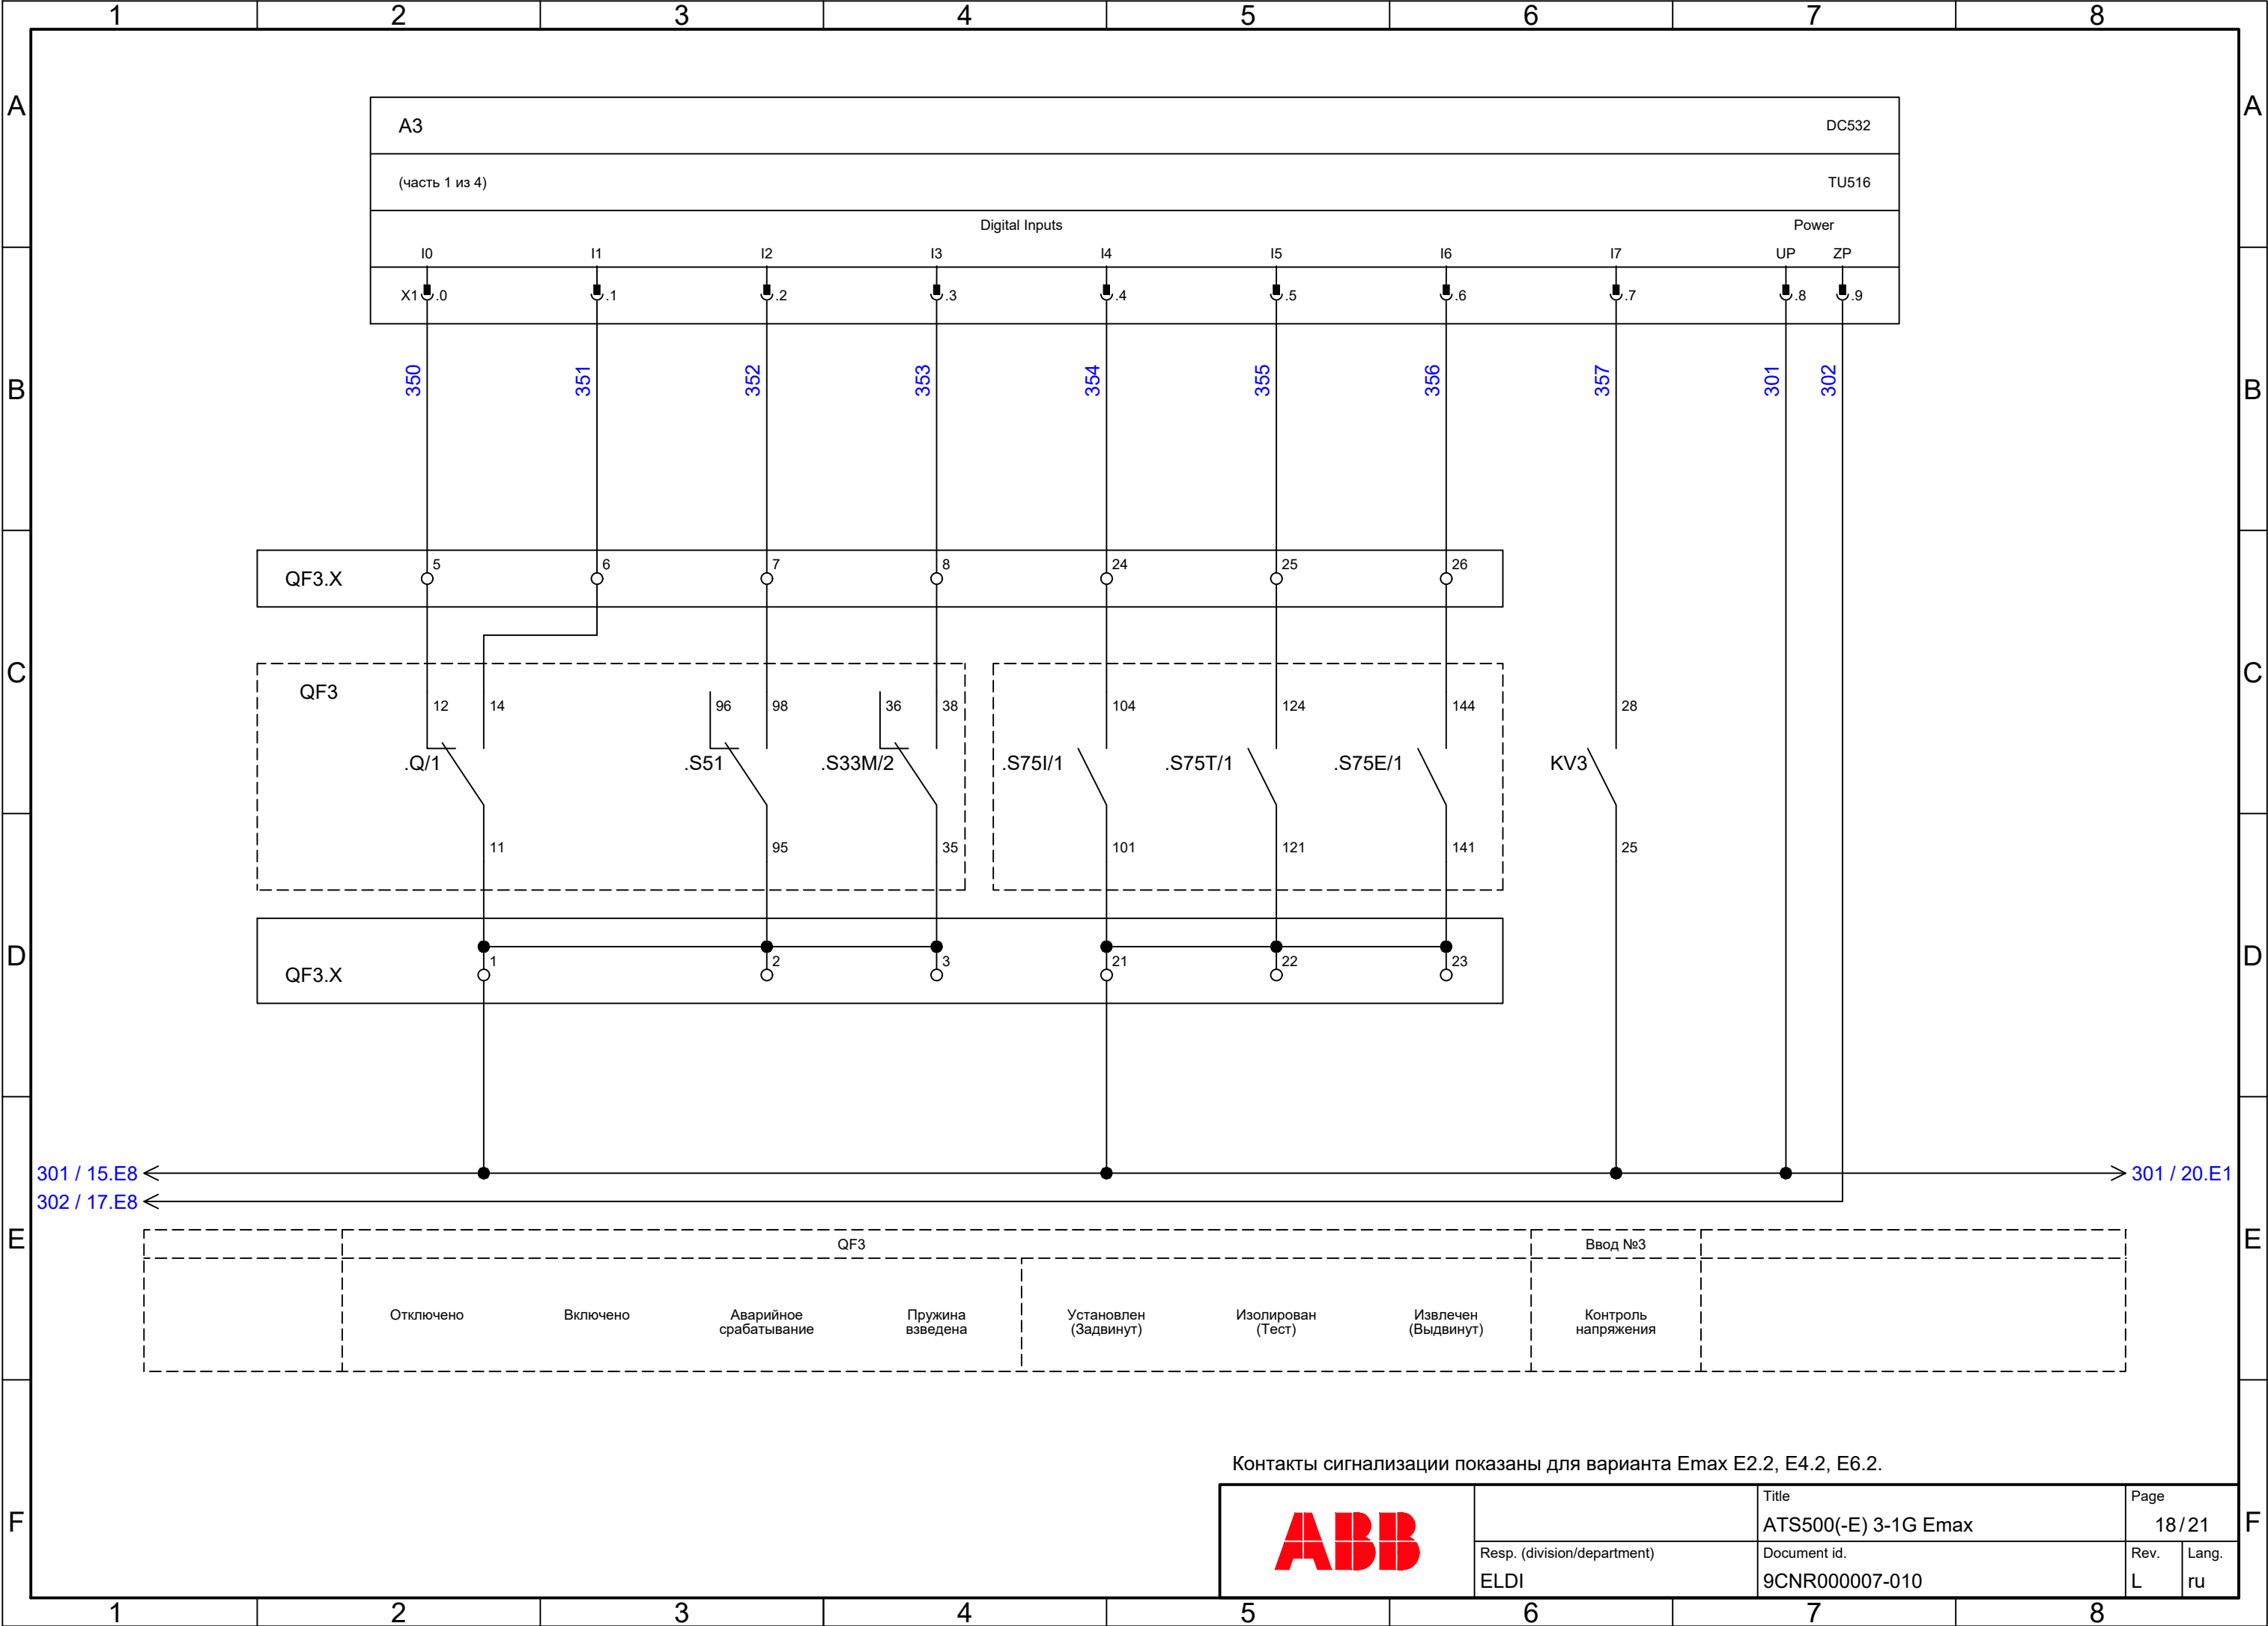 1 2 3 4 5 6 7 8
A A
A3 DC532
(часть 1 из 4) TU516
Digital Inputs Power
I0 I1 I2 I3 I4 I5 I6 I7 UP ZP
X1 .0 .1 .2 .3 .4 .5 .6 .7 .8 .9
B B
350 351 352 353 354 355 356 357 301 302
QF3.X 5 6 7 8 24 25 26
C C
QF3
12 14 96 98 36 38 104 124 144 28
.Q/1 .S51 .S33M/2 .S75I/1 .S75T/1 .S75E/1 KV3
11 95 35 101 121 141 25
D D
QF3.X 1 2 3 21 22 23
301 / 15.E8 301 / 20.E1
302 / 17.E8
E E
QF3 Ввод №3
Отключено Включено Аварийное Пружина Установлен Изолирован Извлечен Контроль
срабатывание взведена (Задвинут) (Тест) (Выдвинут) напряжения
Контакты сигнализации показаны для варианта Emax E2.2, E4.2, E6.2.
F F
ABB
Title Page
ATS500(-E) 3-1G Emax 18/21
Resp. (division/department) Document id. Rev. Lang.
ELDI 9CNR000007-010 L ru
1 2 3 4 5 6 7 8